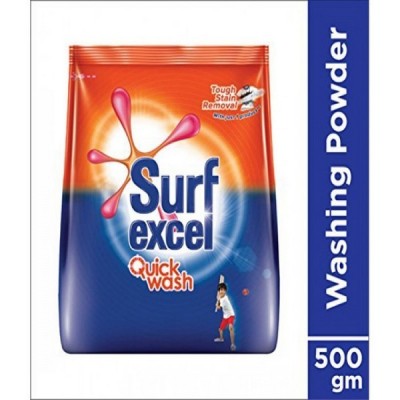 Tough
Stain
Removal
Surf
excel
Quick
wash
Washing Powder
500
gm